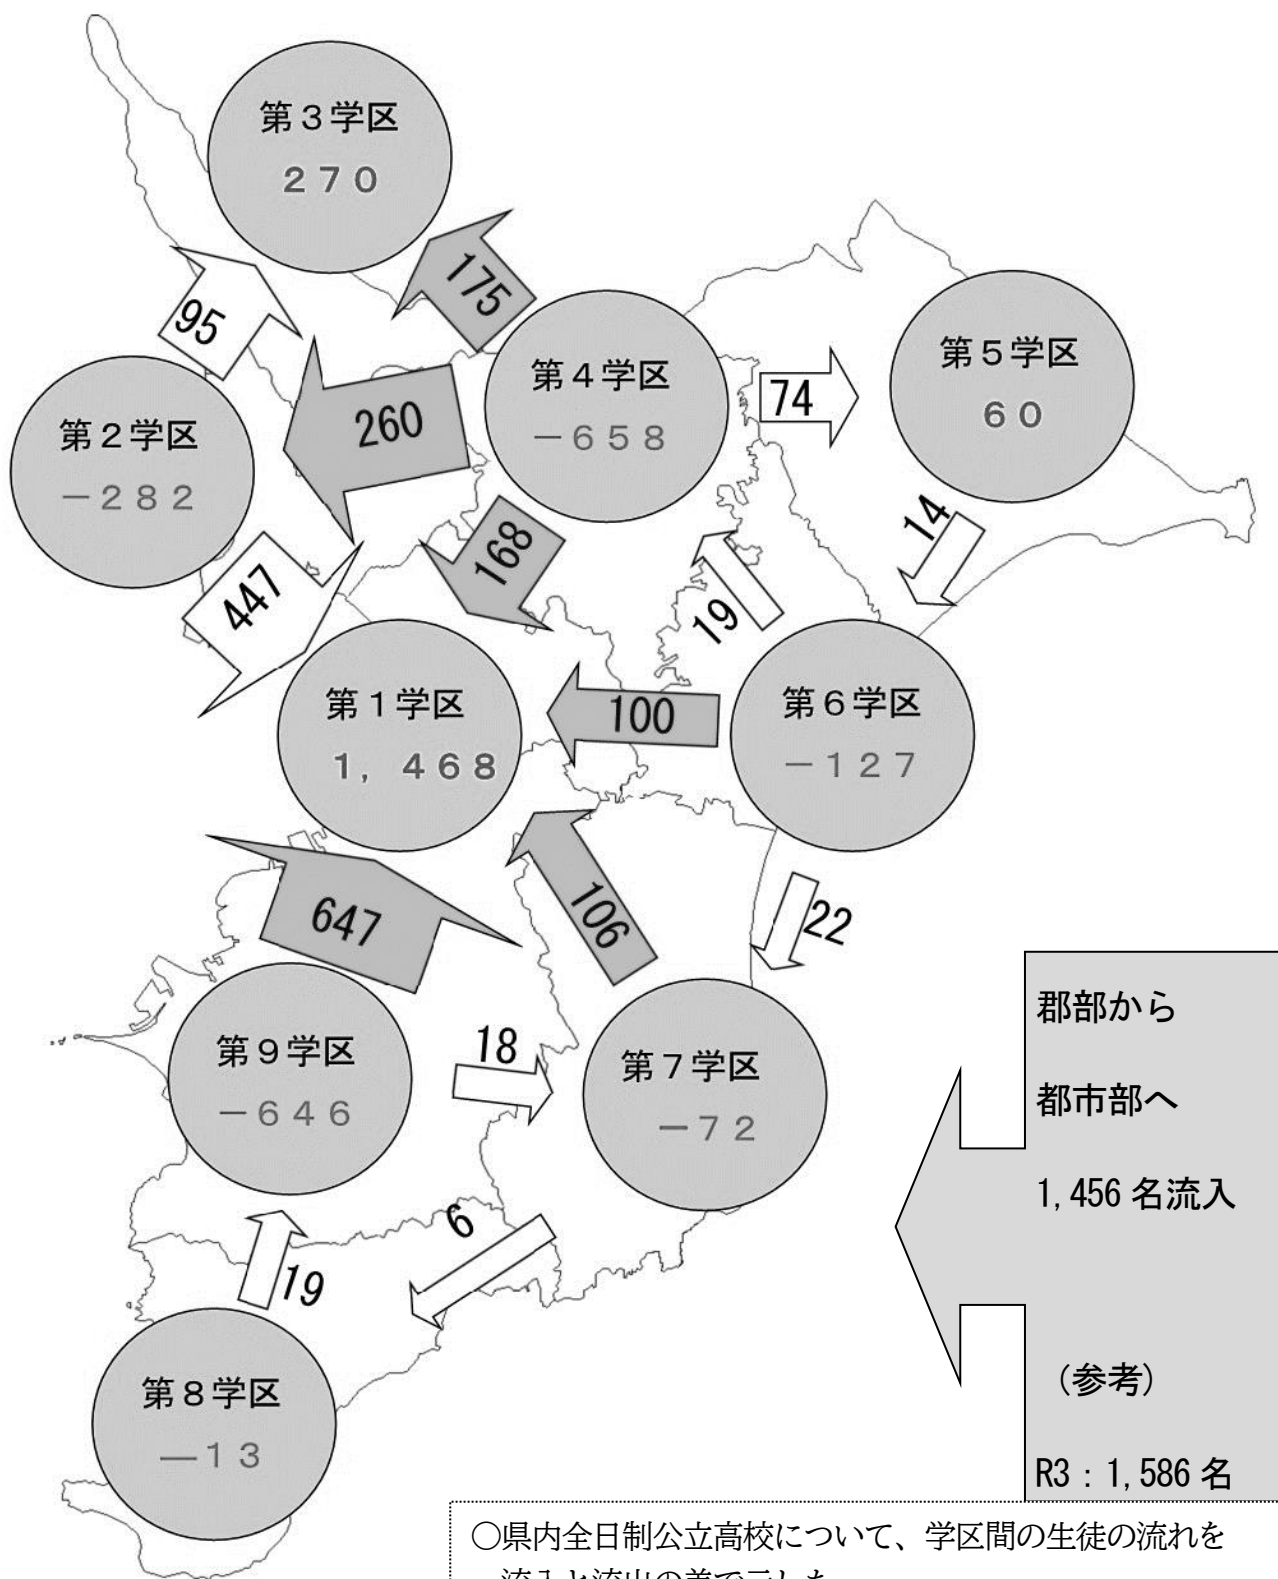 第３学区
２７０
175
95
第４学区
－６５８
第５学区
６０
74
260
第２学区
－２８２
14
168
447
19
第１学区
１，４６８
100
第６学区
－１２７
647
106
22
第９学区
－６４６
18
第７学区
－７２
6
19
第８学区
―１３
郡部から
都市部へ
1,456 名流入
（参考）
R3：1,586 名
○県内全日制公立高校について、学区間の生徒の流れを